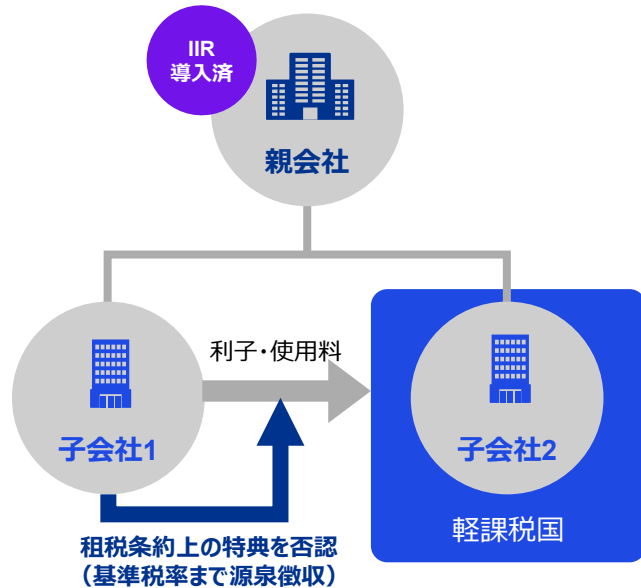 IIR
導入済
親会社
利子・使用料
子会社1
子会社2
軽課税国
租税条約上の特典を否認
（基準税率まで源泉徴収）